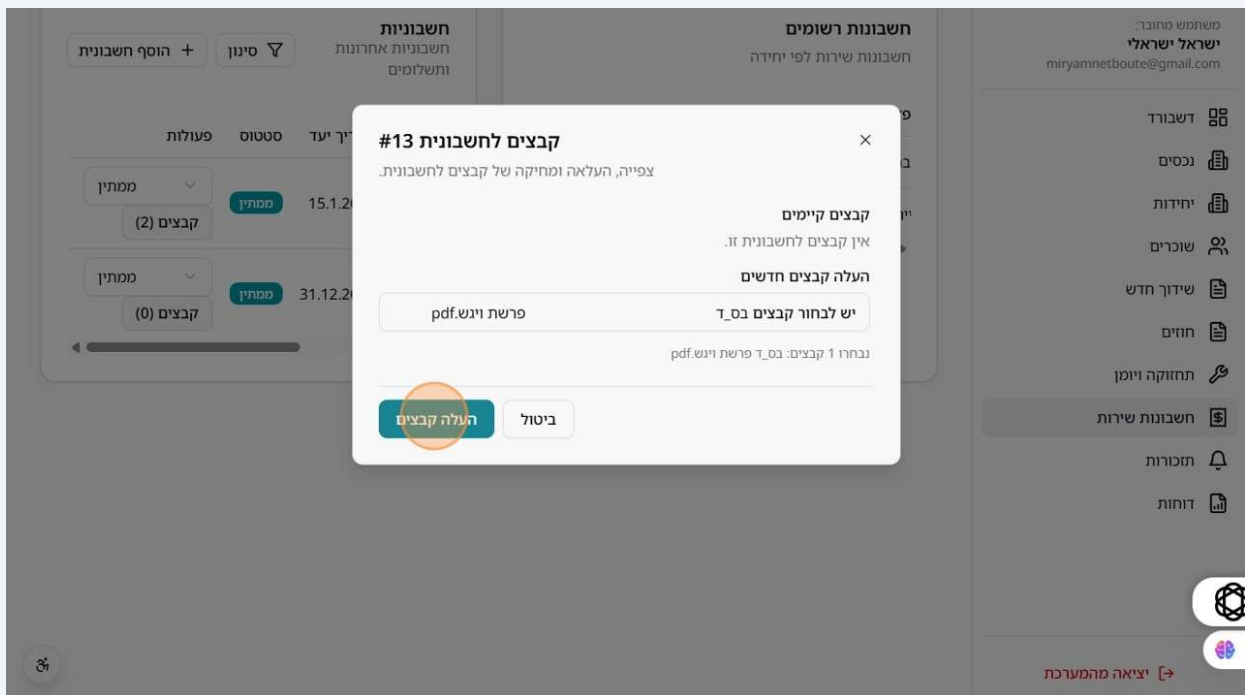 משתמש מחובר:
ישראל ישראלי
miryamnetboute@gmail.com
דשבורד
נכסים
יחידות
שוכרים
שידוך חדש
חוזים
תחזוקה ויומן
חשבונות שירות
תזכורות
דוחות
יציאה מהמערכת
חשבונות רשומים
חשבונות שירות לפי יחידה
חשבוניות
חשבוניות אחרונות
ותשלומים
סינון
+ הוסף חשבונית
יעד סטטוס פעולות
15.1.2 ממתין ממתין
קבצים (2)
31.12.2 ממתין ממתין
קבצים (0)
קבצים לחשבונית #13
צפייה, העלאה ומחיקה של קבצים לחשבונית.
קבצים קיימים
אין קבצים לחשבונית זו.
העלה קבצים חדשים
יש לבחור קבצים בס_ד פרשת ויגש.pdf
נבחרו 1 קבצים: בס_ד פרשת ויגש.pdf
ביטול
העלה קבצים